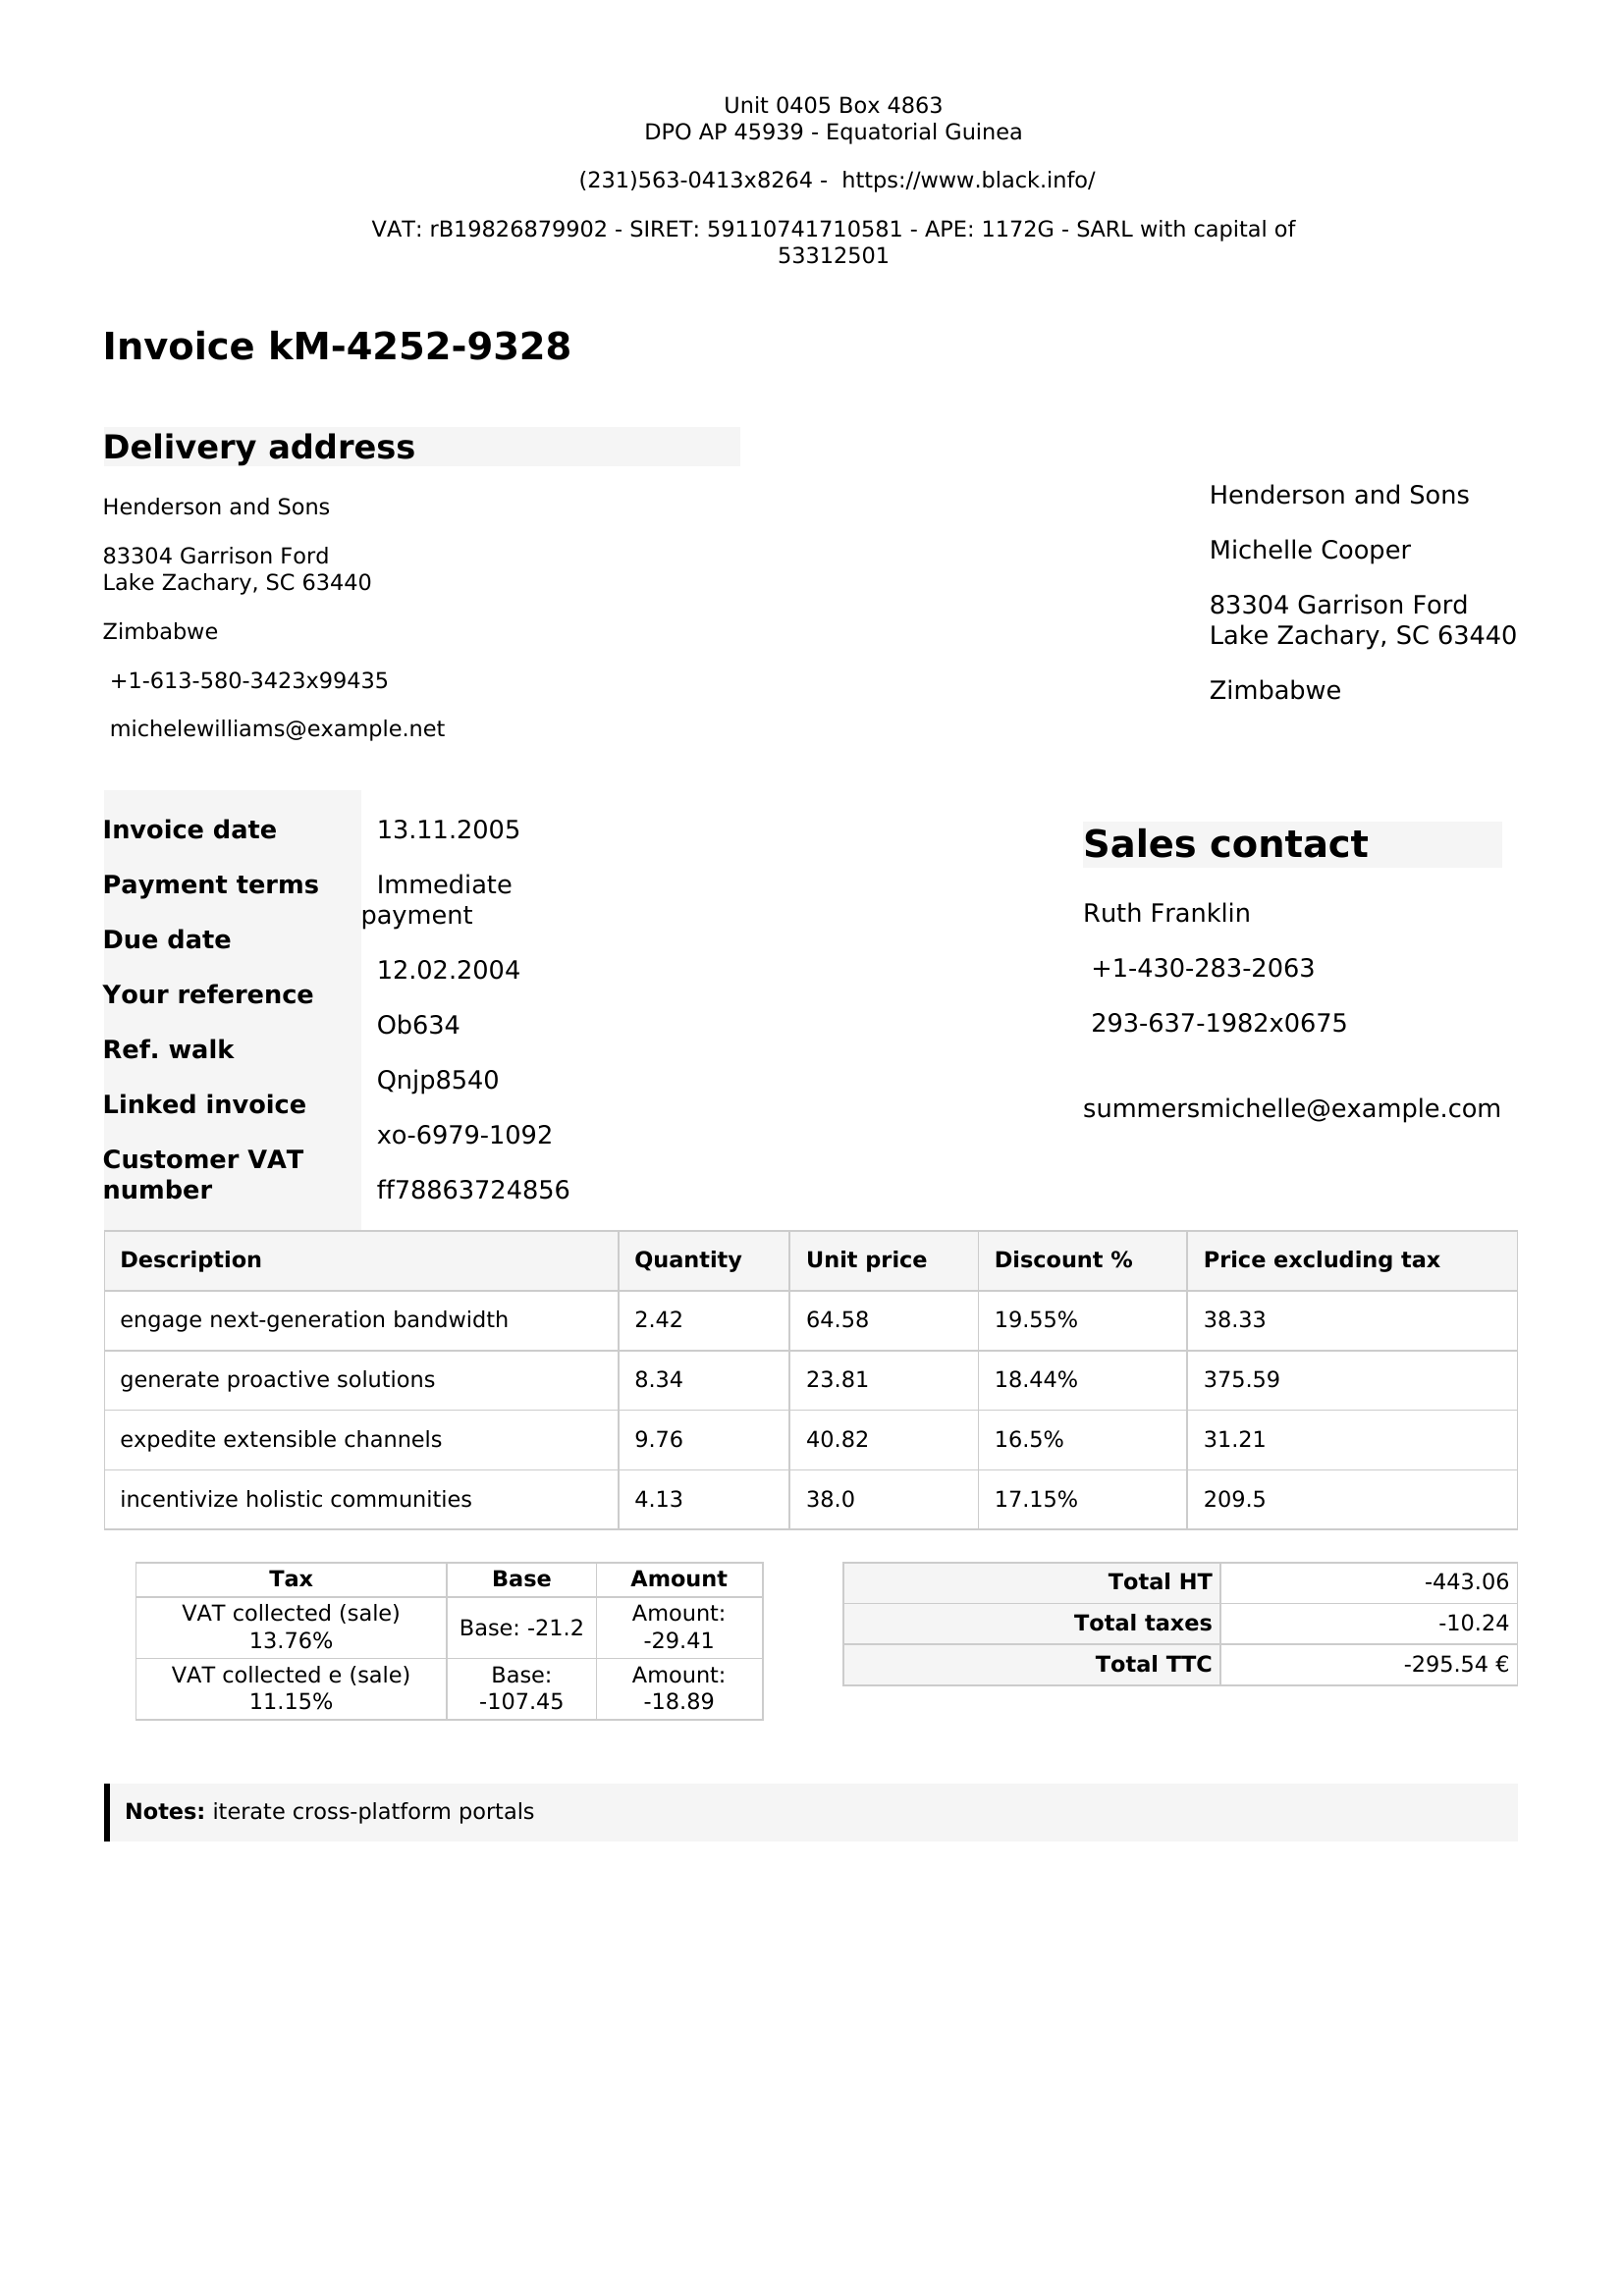 Unit 0405 Box 4863
DPO AP 45939 - Equatorial Guinea
(231)563-0413x8264 - https://www.black.info/
VAT: rB19826879902 - SIRET: 59110741710581 - APE: 1172G - SARL with capital of
53312501
Invoice kM-4252-9328
Delivery address
Henderson and Sons
83304 Garrison Ford
Lake Zachary, SC 63440
Zimbabwe
+1-613-580-3423x99435
michelewilliams@example.net
Henderson and Sons
Michelle Cooper
83304 Garrison Ford
Lake Zachary, SC 63440
Zimbabwe
Invoice date
Payment terms
Due date
Your reference
Ref. walk
Linked invoice
Customer VAT
number
13.11.2005
Immediate
payment
12.02.2004
Ob634
Qnjp8540
xo-6979-1092
ff78863724856
Sales contact
Ruth Franklin
+1-430-283-2063
293-637-1982x0675
summersmichelle@example.com
Description Quantity Unit price Discount % Price excluding tax
engage next-generation bandwidth 2.42 64.58 19.55% 38.33
generate proactive solutions 8.34 23.81 18.44% 375.59
expedite extensible channels 9.76 40.82 16.5% 31.21
incentivize holistic communities 4.13 38.0 17.15% 209.5
Tax Base Amount
VAT collected (sale)
13.76%
Base: -21.2
Amount:
-29.41
VAT collected e (sale)
11.15%
Base:
-107.45
Amount:
-18.89
Total HT -443.06
Total taxes -10.24
Total TTC -295.54 €
Notes: iterate cross-platform portals